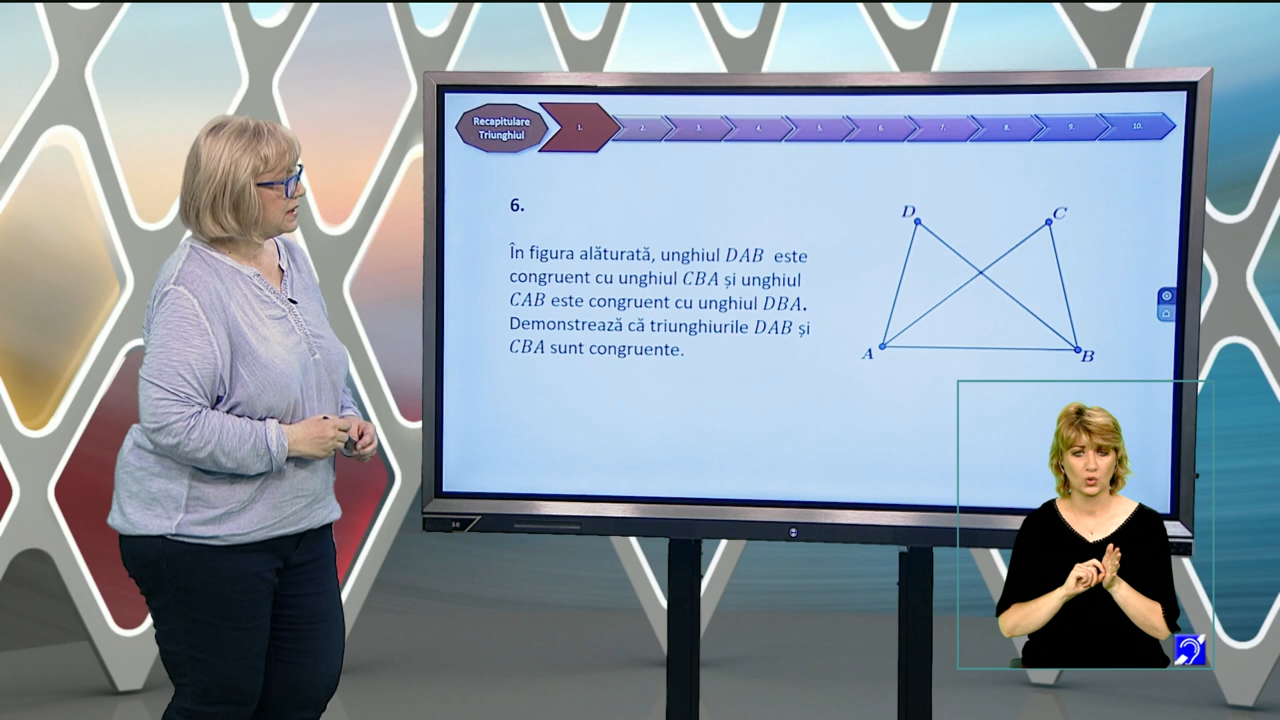 Recapitulare
Triunghiul
1.
2.
3.
4.
5.
6.
7.
8.
9.
10.
6.
În figura alăturată, unghiul DAB este
congruent cu unghiul CBA și unghiul
CAB este congruent cu unghiul DBA.
Demonstrează că triunghiurile DAB și
CBA sunt congruente.
D
C
A
B